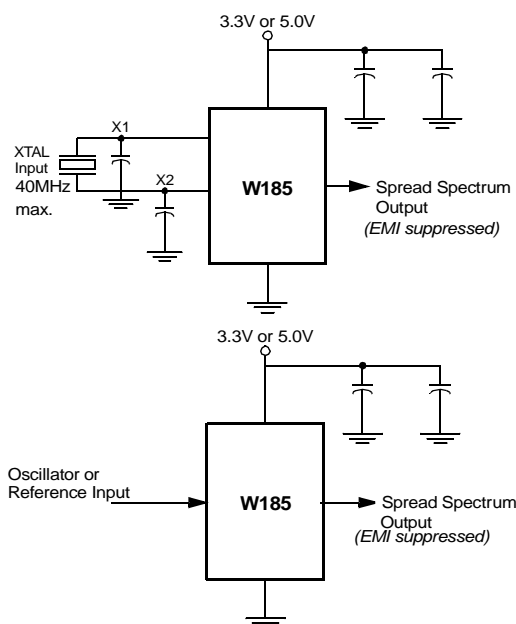 3.3V or 5.0V
X1
XTAL
Input
40MHz
max.
X2
W185
Spread Spectrum
Output
(EMI suppressed)
3.3V or 5.0V
Oscillator or
Reference Input
W185
Spread Spectrum
Output
(EMI suppressed)